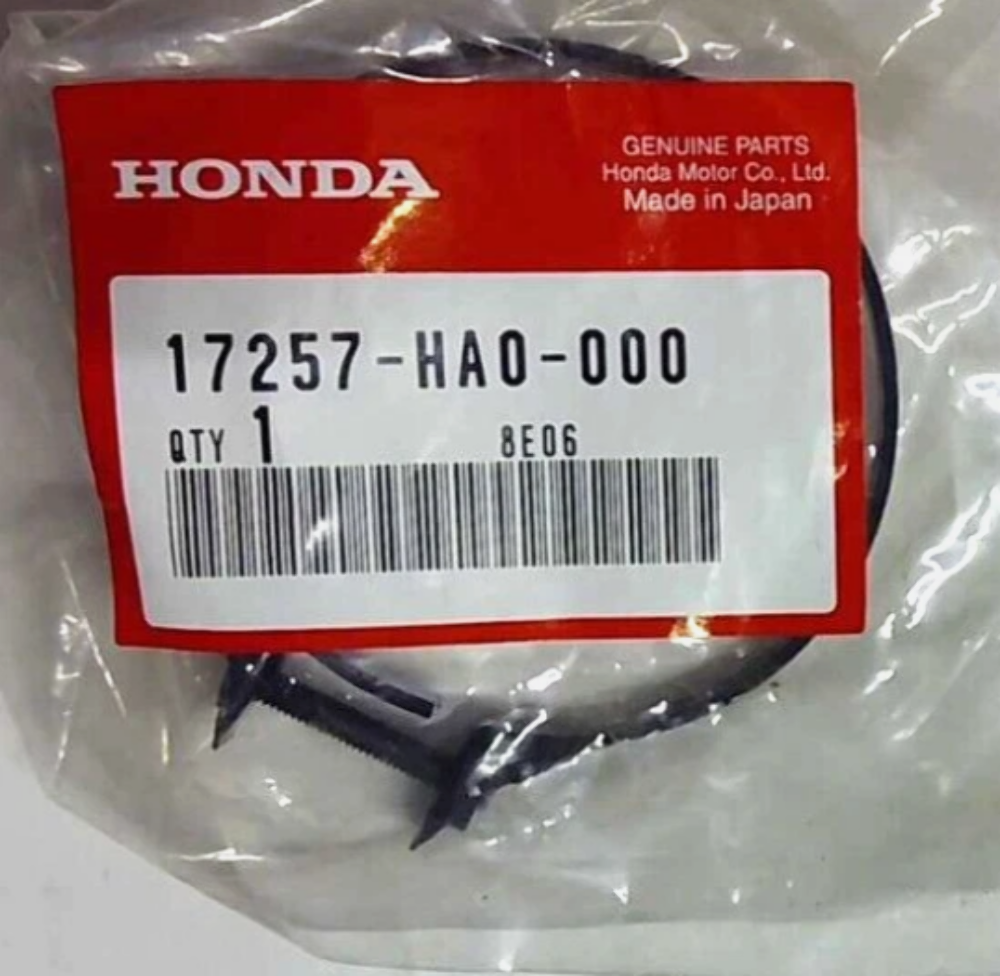 HONDA
GENUINE PARTS
Honda Motor Co., Ltd.
Made in Japan
17257-HA0-000
QTY 1 8E06